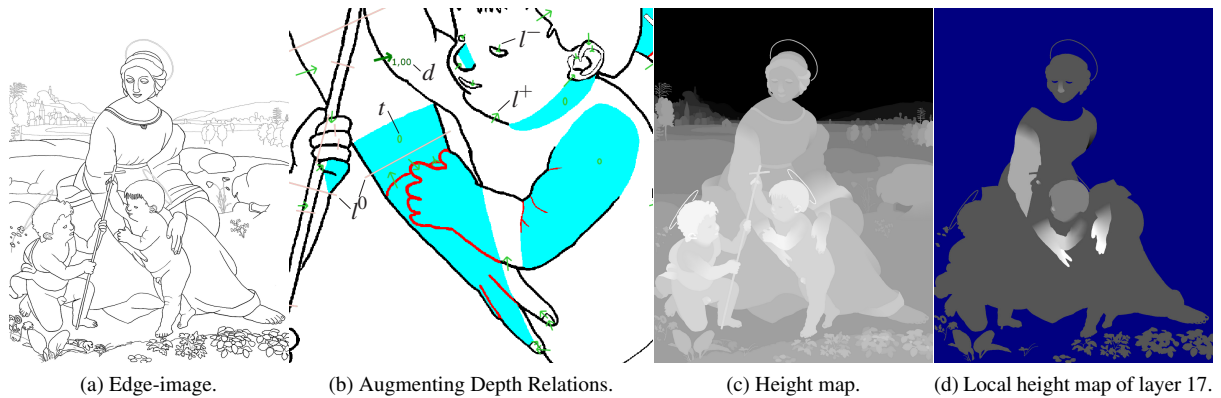 1,00
d
l⁻
l⁺
t
0
0
0
l⁰
(a) Edge-image.
(b) Augmenting Depth Relations.
(c) Height map.
(d) Local height map of layer 17.